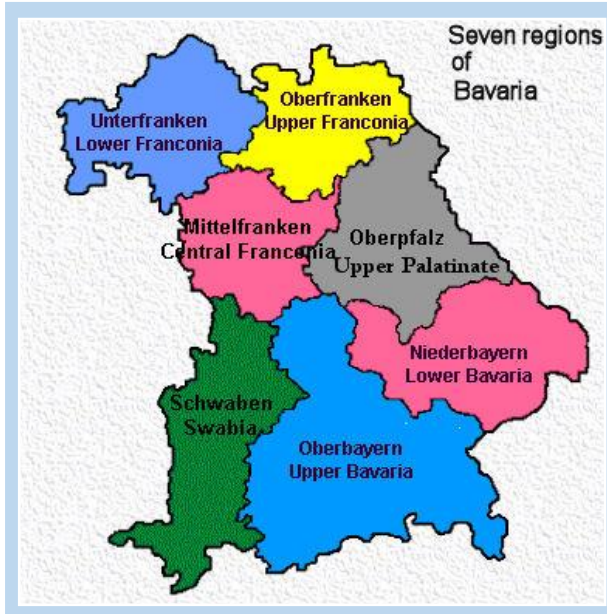 Seven regions
of
Bavaria
Oberfranken
Upper Franconia
Unterfranken
Lower Franconia
Mittelfranken
Central Franconia
Oberpfalz
Upper Palatinate
Niederbayern
Lower Bavaria
Schwaben
Swabia
Oberbayern
Upper Bavaria